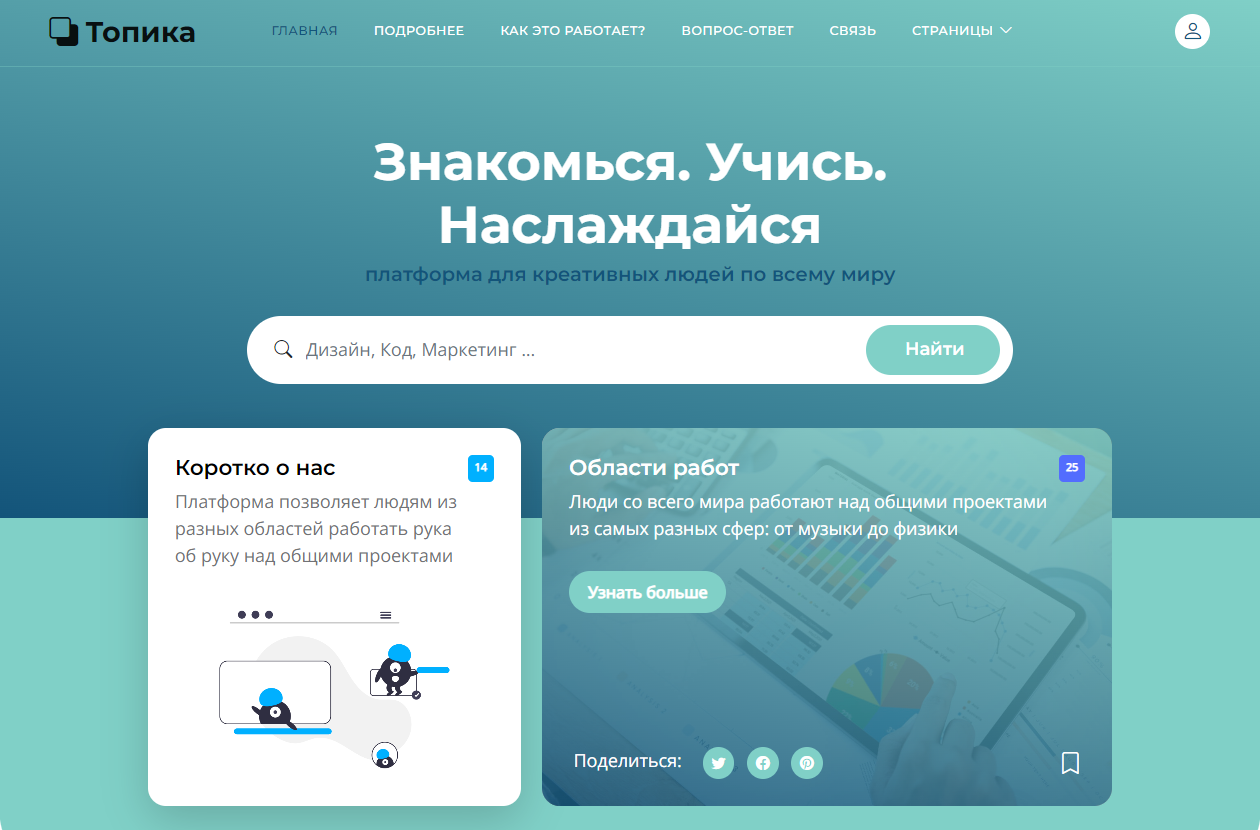 Топика
ГЛАВНАЯ
ПОДРОБНЕЕ
КАК ЭТО РАБОТАЕТ?
ВОПРОС-ОТВЕТ
СВЯЗЬ
СТРАНИЦЫ
Знакомься. Учись.
Наслаждайся
платформа для креативных людей по всему миру
Дизайн, Код, Маркетинг ...
Найти
Коротко о нас
14
Платформа позволяет людям из
разных областей работать рука
об руку над общими проектами
Области работ
25
Люди со всего мира работают над общими проектами
из самых разных сфер: от музыки до физики
Узнать больше
Поделиться: